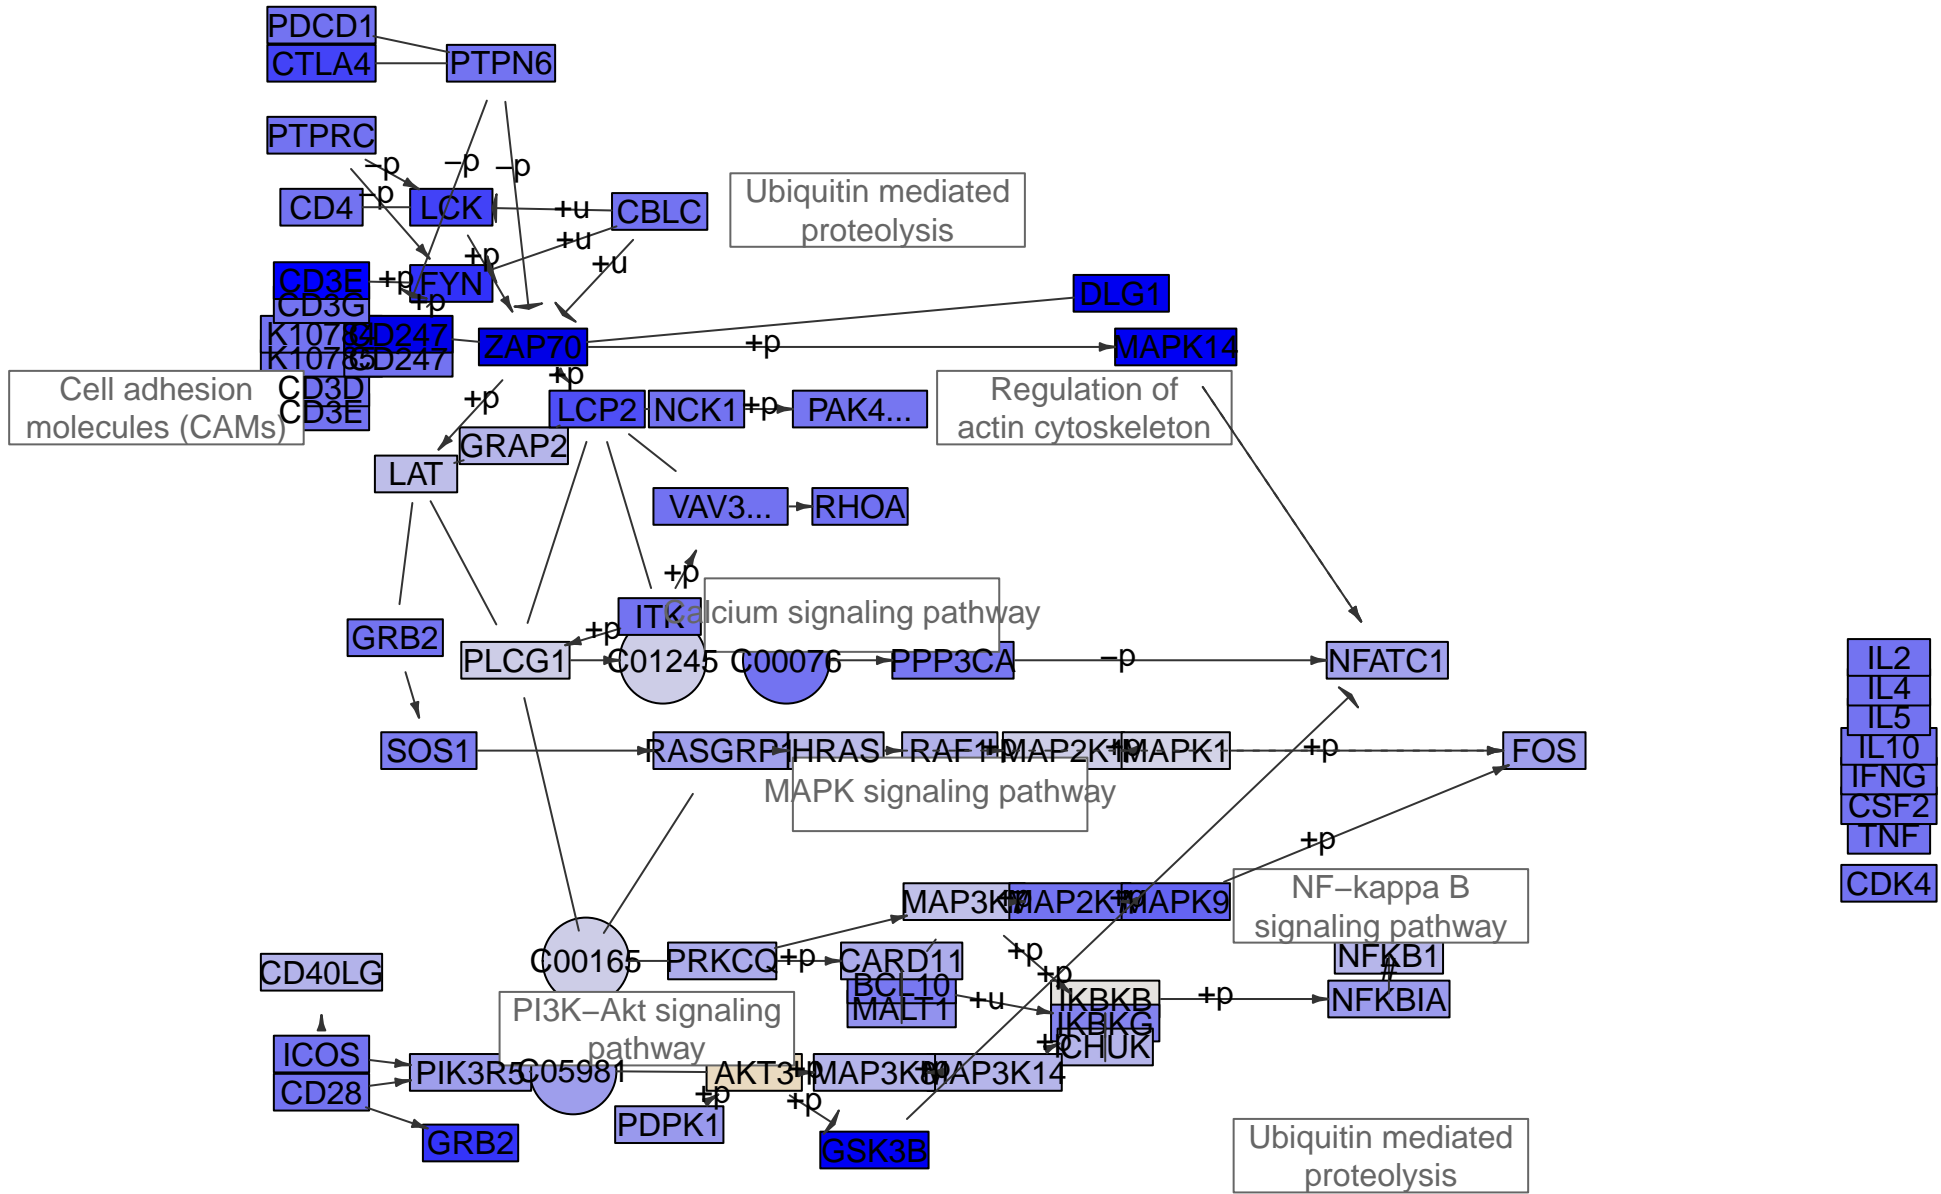 PDCD1
CTLA4
PTPN6
PTPRC
–p
–p
–p
–p
CD4
LCK
+u
CBLC
Ubiquitin mediated
proteolysis
+u
+p
+u
CD3E
+p
FYN
DLG1
CD3G
+p
CD247
ZAP70
+p
MAPK14
CD247
+p
Cell adhesion
molecules (CAMs)
CD3D
CD3E
+p
LCP2
NCK1
+p
PAK4...
Regulation of
actin cytoskeleton
GRAP2
LAT
VAV3...
RHOA
+p
ITK
Calcium signaling pathway
GRB2
+p
PLCG1
C01245
C00076
PPP3CA
–p
NFATC1
IL2
IL4
IL5
IL10
IFNG
CSF2
TNF
CDK4
SOS1
RASGRP1
HRAS
RAF1
+p
MAP2K1
+p
MAPK1
+p
FOS
MAPK signaling pathway
+p
MAPK9
NF–kappa B
signaling pathway
C00165
PRKCQ
+p
CARD11
+p
+p
NFKB1
CD40LG
BCL10
MALT1
+u
IKBKB
IKBKG
CHUK
+p
+p
NFKBIA
PI3K–Akt signaling
pathway
ICOS
CD28
PIK3R5
C05981
AKT3
+p
+p
MAP3K14
+p
+p
PDPK1
GRB2
GSK3B
Ubiquitin mediated
proteolysis